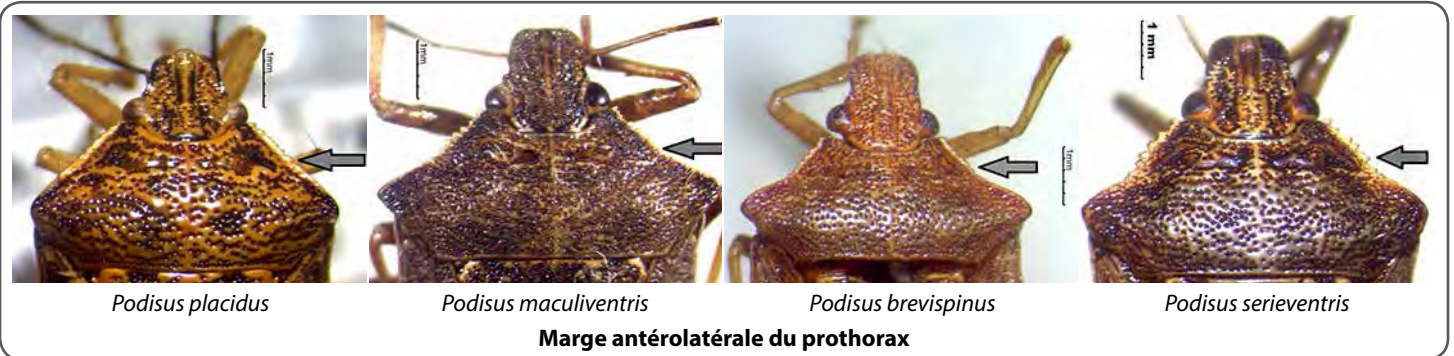 1mm
1mm
1mm
1 mm
Podisus placidus
Podisus maculiventris
Podisus brevispinus
Podisus serieventris
Marge antérolatérale du prothorax